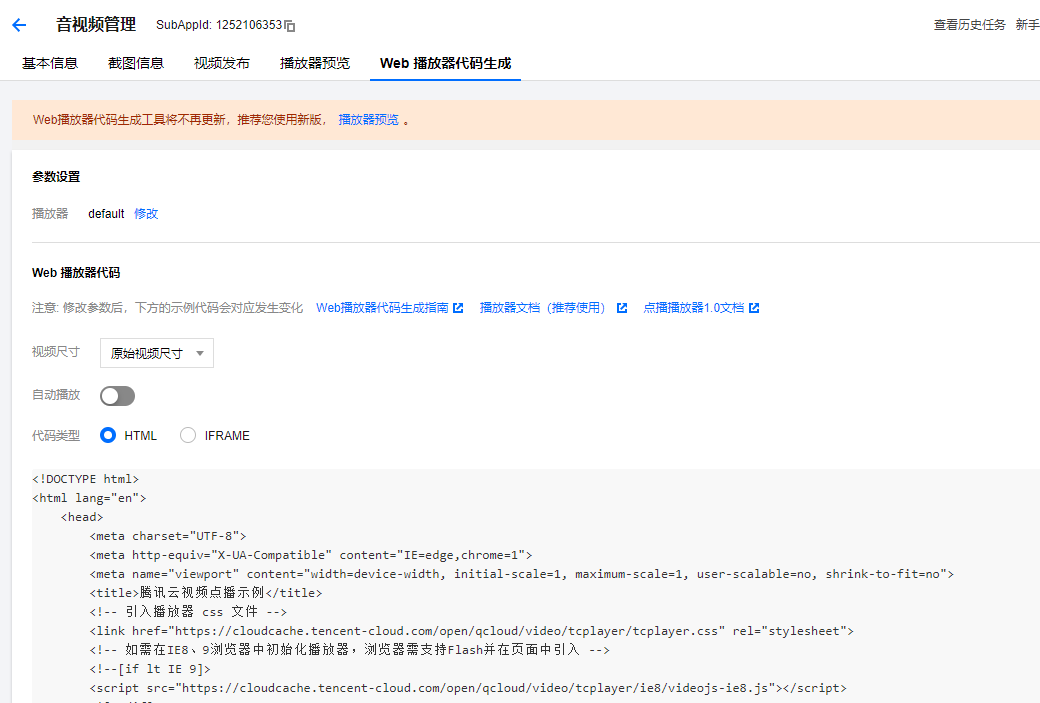 音视频管理 SubAppId: 1252106353 查看历史任务 新手
基本信息 截图信息 视频发布 播放器预览 Web 播放器代码生成
Web播放器代码生成工具将不再更新，推荐您使用新版， 播放器预览 。
参数设置
播放器 default 修改
Web 播放器代码
注意: 修改参数后，下方的示例代码会对应发生变化 Web播放器代码生成指南 播放器文档（推荐使用） 点播播放器1.0文档
视频尺寸 原始视频尺寸
自动播放
代码类型 HTML IFRAME
<!DOCTYPE html>
<html lang="en">
<head>
<meta charset="UTF-8">
<meta http-equiv="X-UA-Compatible" content="IE=edge,chrome=1">
<meta name="viewport" content="width=device-width, initial-scale=1, maximum-scale=1, user-scalable=no, shrink-to-fit=no">
<title>腾讯云视频点播示例</title>
<!-- 引入播放器 css 文件 -->
<link href="https://cloudcache.tencent-cloud.com/open/qcloud/video/tcplayer/tcplayer.css" rel="stylesheet">
<!-- 如需在IE8、9浏览器中初始化播放器，浏览器需支持Flash并在页面中引入 -->
<!--[if lt IE 9]>
<script src="https://cloudcache.tencent-cloud.com/open/qcloud/video/tcplayer/ie8/videojs-ie8.js"></script>